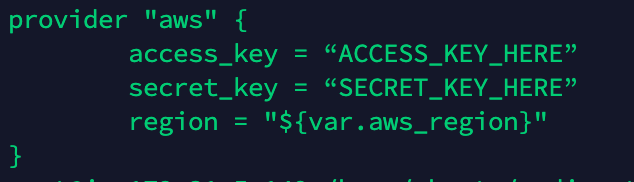 provider "aws" {
        access_key = “ACCESS_KEY_HERE”
        secret_key = “SECRET_KEY_HERE”
        region = "${var.aws_region}"
}